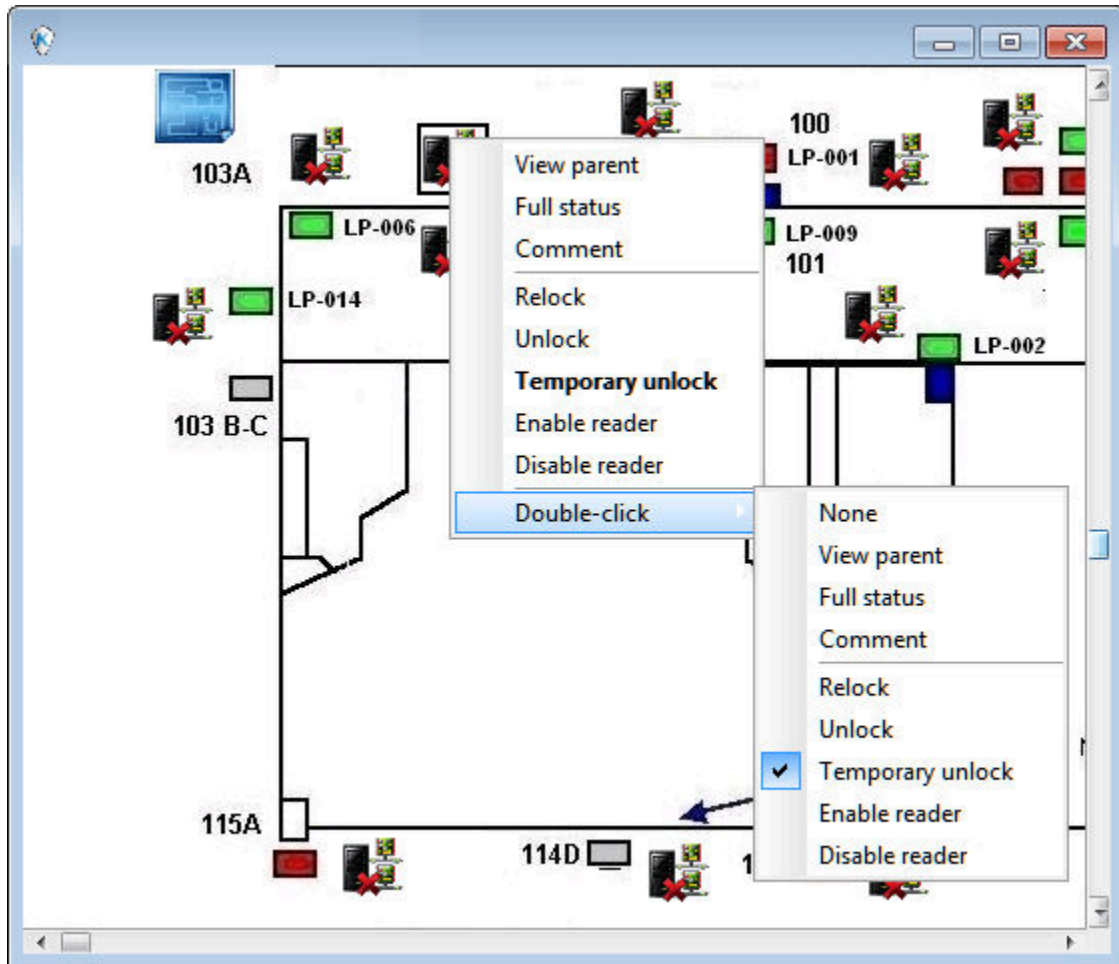 100
LP-001
103A
LP-006
LP-009
101
LP-014
LP-002
103 B-C
View parent
Full status
Comment
Relock
Unlock
Temporary unlock
Enable reader
Disable reader
Double-click
None
View parent
Full status
Comment
Relock
Unlock
Temporary unlock
Enable reader
Disable reader
115A
114D